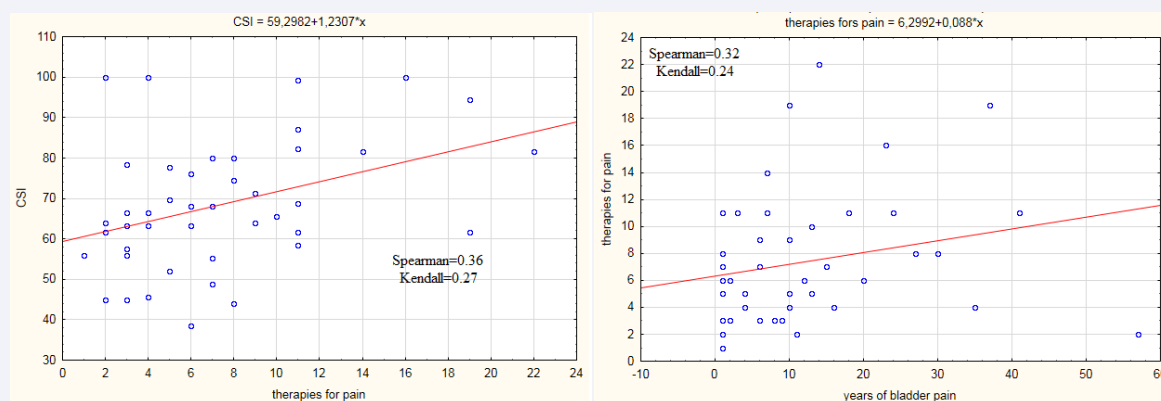 CSI = 59,2982+1,2307*x
110
100
90
80
70
60
50
40
30
CSI
Spearman=0.36
Kendall=0.27
0 2 4 6 8 10 12 14 16 18 20 22 24
therapies for pain
therapies fors pain = 6,2992+0,088*x
24
22
20
18
16
14
12
10
8
6
4
2
0
therapies for pain
Spearman=0.32
Kendall=0.24
-10 0 10 20 30 40 50 60
years of bladder pain